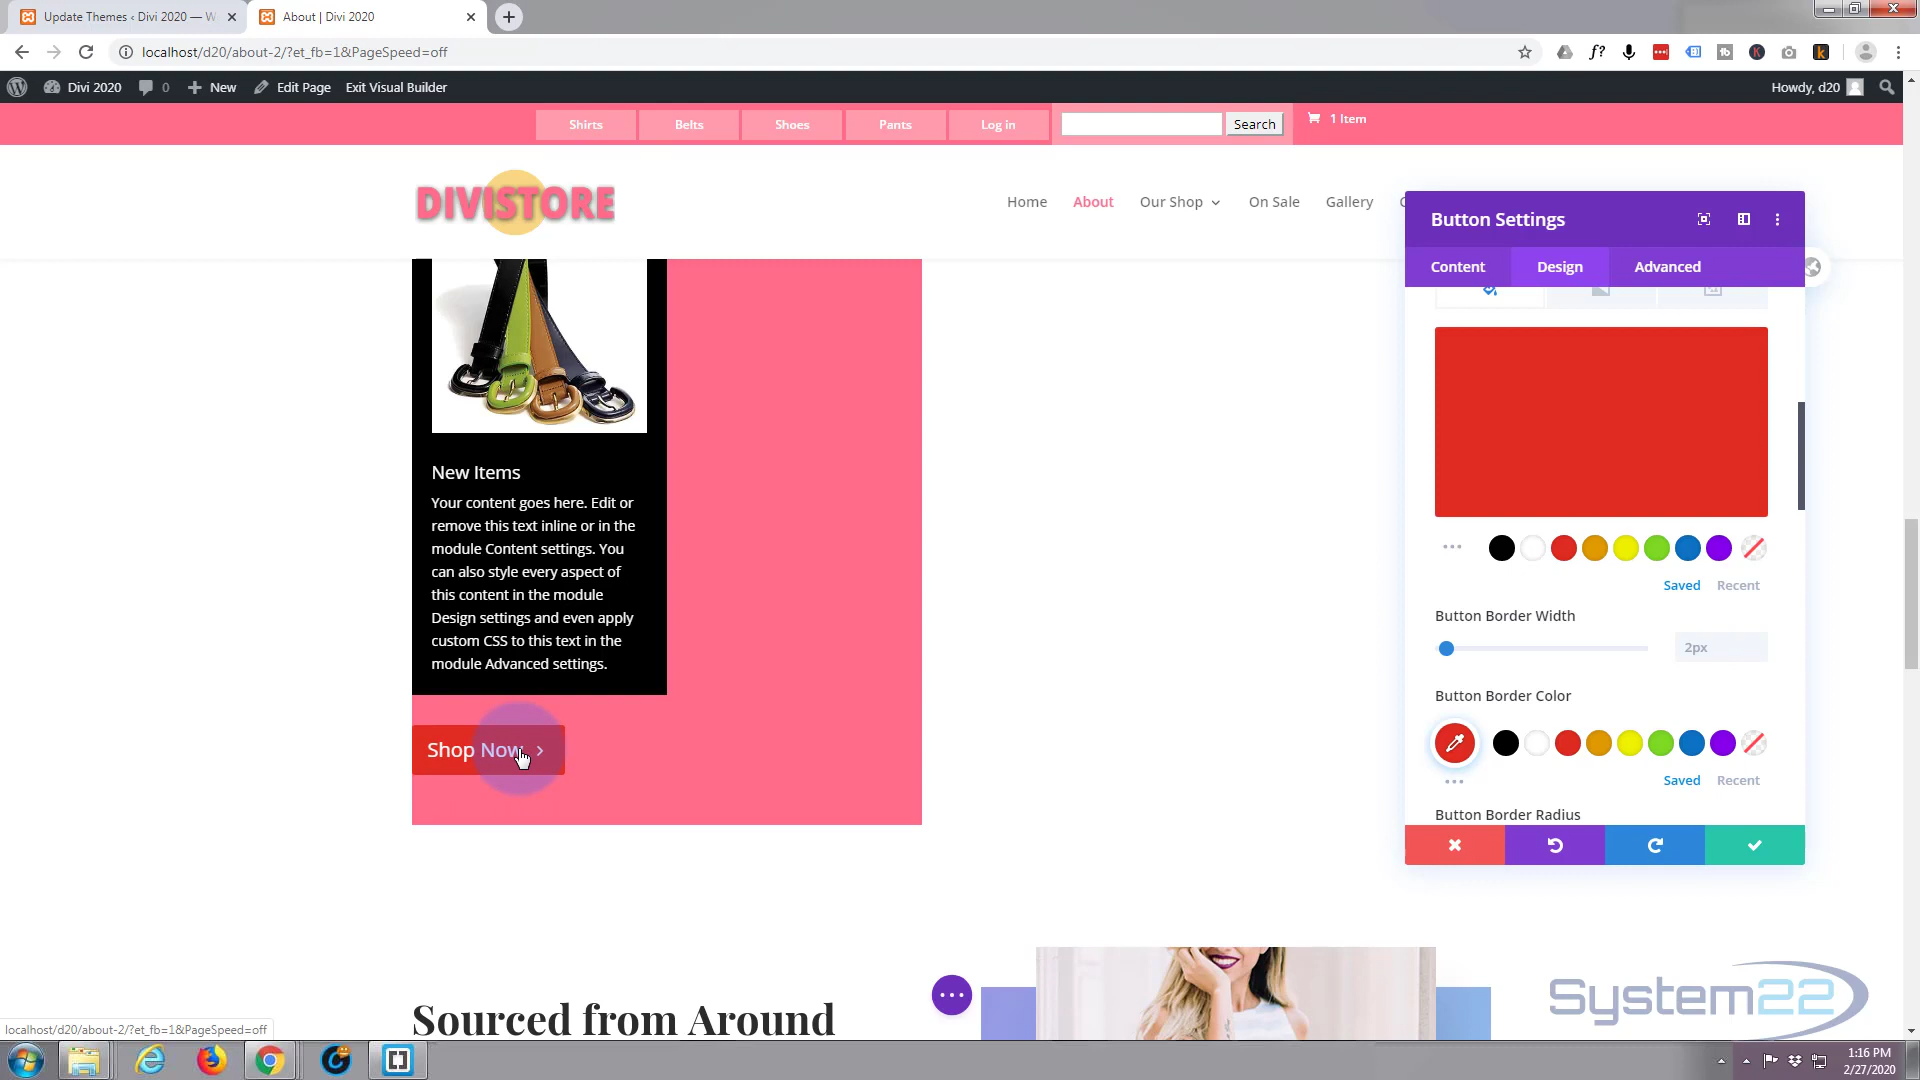 Update Themes ‹ Divi 2020 — W
About | Divi 2020
localhost/d20/about-2/?et_fb=1&PageSpeed=off
Divi 2020
0
New
Edit Page
Exit Visual Builder
Howdy, d20
Shirts
Belts
Shoes
Pants
Log in
Search
1 Item
DIVISTORE
Home
About
Our Shop
On Sale
Gallery
Button Settings
Content
Design
Advanced
Saved
Recent
Button Border Width
2px
Button Border Color
Saved
Recent
Button Border Radius
New Items
Your content goes here. Edit or
remove this text inline or in the
module Content settings. You
can also style every aspect of
this content in the module
Design settings and even apply
custom CSS to this text in the
module Advanced settings.
Shop Now
Sourced from Around
System22
localhost/d20/about-2/?et_fb=1&PageSpeed=off
1:16 PM
2/27/2020